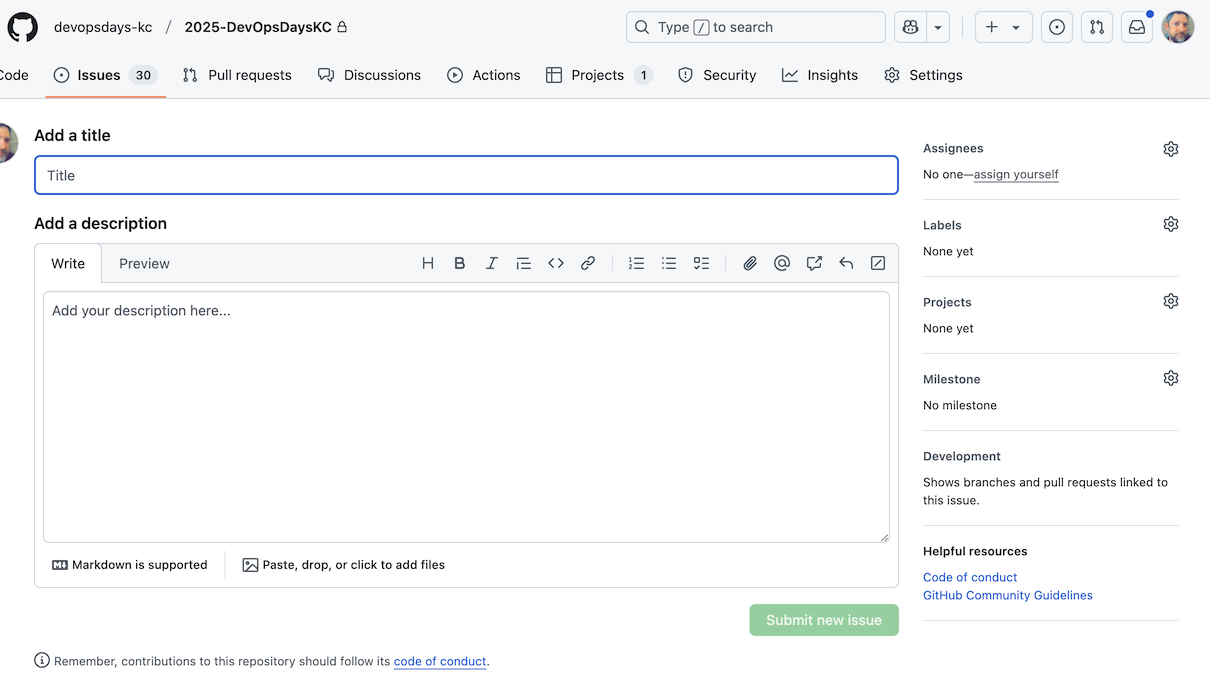 devopsdays-kc / 2025-DevOpsDaysKC
Type / to search
Code
Issues 30
Pull requests
Discussions
Actions
Projects 1
Security
Insights
Settings
Add a title
Title
Add a description
Write
Preview
Add your description here...
Markdown is supported
Paste, drop, or click to add files
Submit new issue
Remember, contributions to this repository should follow its code of conduct.
Assignees
No one—assign yourself
Labels
None yet
Projects
None yet
Milestone
No milestone
Development
Shows branches and pull requests linked to
this issue.
Helpful resources
Code of conduct
GitHub Community Guidelines